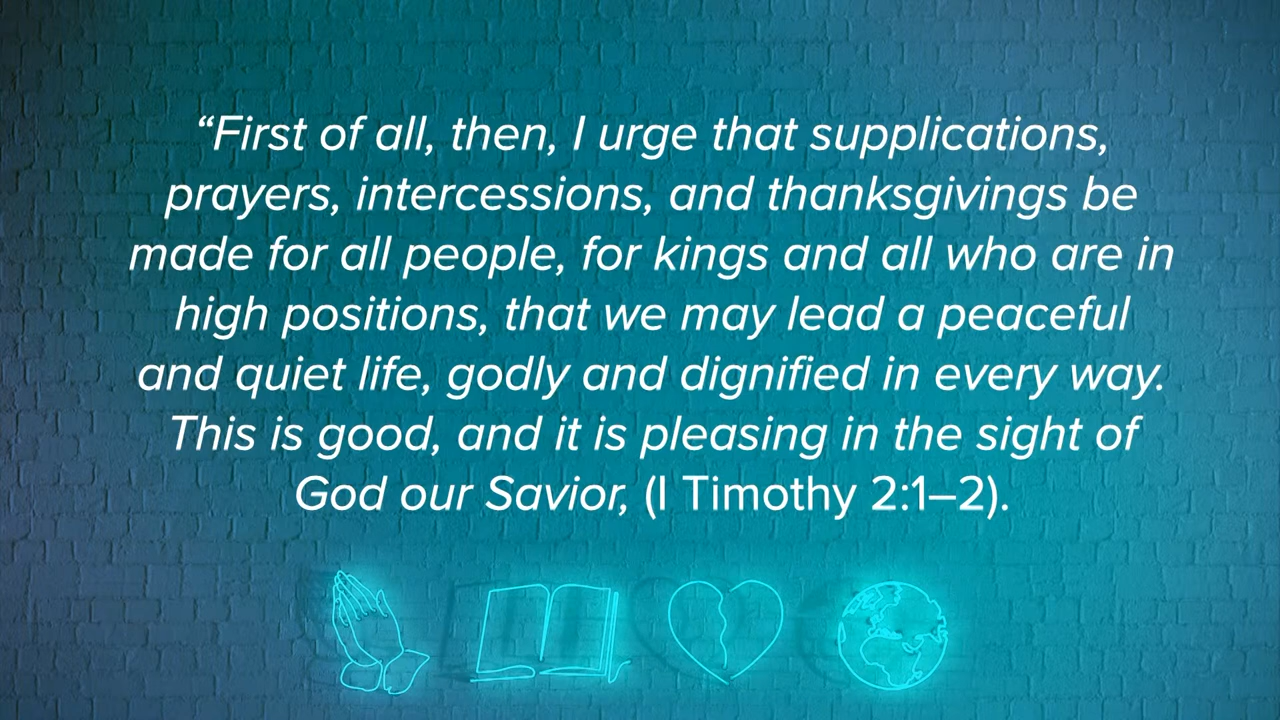 “First of all, then, I urge that supplications,
prayers, intercessions, and thanksgivings be
made for all people, for kings and all who are in
high positions, that we may lead a peaceful
and quiet life, godly and dignified in every way.
This is good, and it is pleasing in the sight of
God our Savior, (I Timothy 2:1–2).